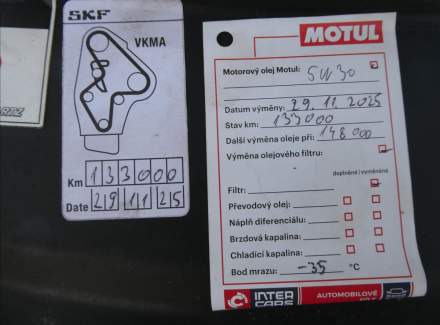 SKF
VKMA
Km 133000
Date 29 11 25
MOTUL
Motorový olej Motul: 5W30
Datum výměny: 29. 11 2025
Stav km: 133000
Další výměna oleje při: 148 000
Výměna olejového filtru:
doplněné | vyměněné
Filtr:
Převodový olej:
Náplň diferenciálu:
Brzdová kapalina:
Chladící kapalina:
Bod mrazu: -35 °C
INTER CARS
AUTOMOBILOVÉ